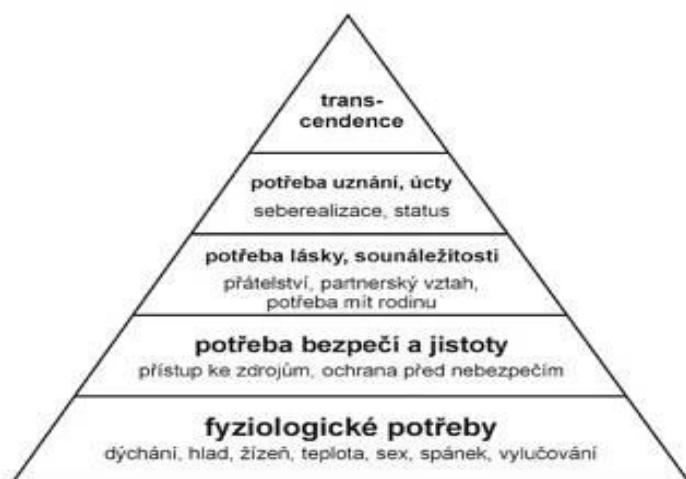 trans-
cendence
potřeba uznání, úcty
seberealizace, status
potřeba lásky, sounáležitosti
přátelství, partnerský vztah,
potřeba mít rodinu
potřeba bezpečí a jistoty
přístup ke zdrojům, ochrana před nebezpečím
fyziologické potřeby
dýchání, hlad, žízeň, teplota, sex, spánek, vylučování